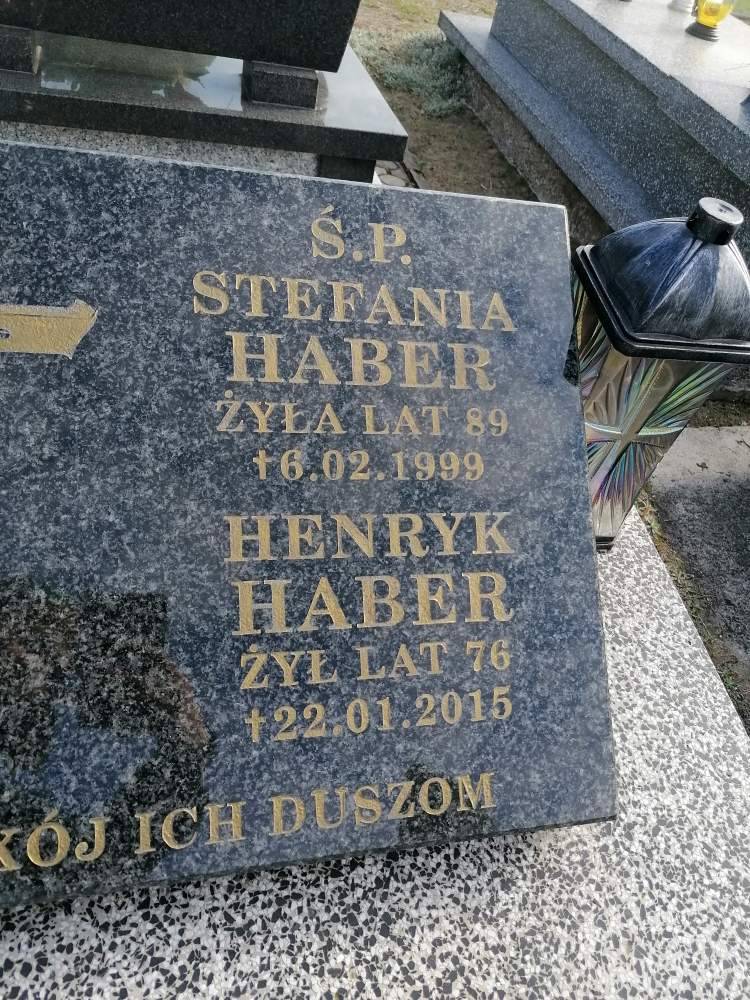 Ś.P.
STEFANIA
HABER
ŻYŁA LAT 89
†6.02.1999
HENRYK
HABER
ŻYŁ LAT 76
†22.01.2015
KÓJ ICH DUSZOM